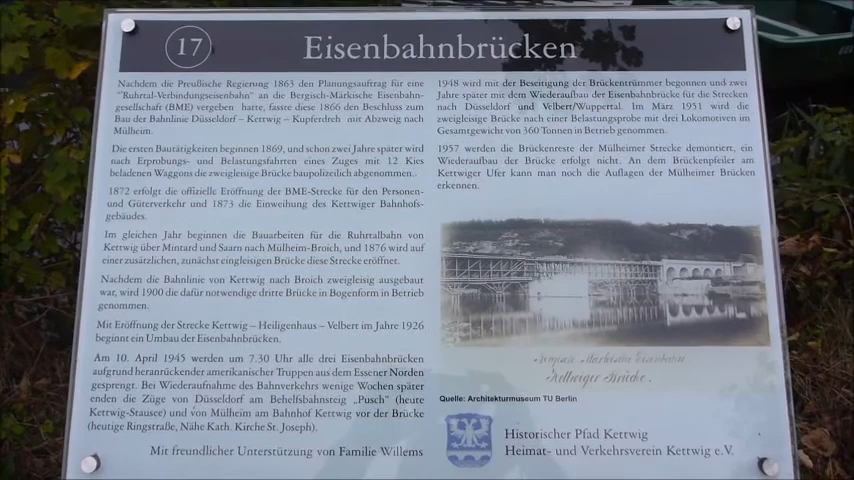 17
Eisenbahnbrücken
Nachdem die Preußische Regierung 1863 den Planungsauftrag für eine
"Ruhrtal-Verbindungseisenbahn" an die Bergisch-Märkische Eisenbahn-
gesellschaft (BME) vergeben hatte, fasste diese 1866 den Beschluss zum
Bau der Bahnlinie Düsseldorf – Kettwig – Kupferdreh mit Abzweig nach
Mülheim.
Die ersten Bautätigkeiten beginnen 1869, und schon zwei Jahre später wird
nach Erprobungs- und Belastungsfahrten eines Zuges mit 12 Kies
beladenen Waggons die zweigleisige Brücke baupolizeilich abgenommen..
1872 erfolgt die offizielle Eröffnung der BME-Strecke für den Personen-
und Güterverkehr und 1873 die Einweihung des Kettwiger Bahnhofs-
gebäudes.
Im gleichen Jahr beginnen die Bauarbeiten für die Ruhrtalbahn von
Kettwig über Mintard und Saarn nach Mülheim-Broich, und 1876 wird auf
einer zusätzlichen, zunächst eingleisigen Brücke diese Strecke eröffnet.
Nachdem die Bahnlinie von Kettwig nach Broich zweigleisig ausgebaut
war, wird 1900 die dafür notwendige dritte Brücke in Bogenform in Betrieb
genommen.
Mit Eröffnung der Strecke Kettwig – Heiligenhaus – Velbert im Jahre 1926
beginnt ein Umbau der Eisenbahnbrücken.
Am 10. April 1945 werden um 7.30 Uhr alle drei Eisenbahnbrücken
aufgrund heranrückender amerikanischer Truppen aus dem Essener Norden
gesprengt. Bei Wiederaufnahme des Bahnverkehrs wenige Wochen später
enden die Züge von Düsseldorf am Behelfsbahnsteig „Pusch" (heute
Kettwig-Stausee) und von Mülheim am Bahnhof Kettwig vor der Brücke
(heutige Ringstraße, Nähe Kath. Kirche St. Joseph).
Mit freundlicher Unterstützung von Familie Willems
1948 wird mit der Beseitigung der Brückentrümmer begonnen und zwei
Jahre später mit dem Wiederaufbau der Eisenbahnbrücke für die Strecken
nach Düsseldorf und Velbert/Wuppertal. Im März 1951 wird die
zweigleisige Brücke nach einer Belastungsprobe mit drei Lokomotiven im
Gesamtgewicht von 360 Tonnen in Betrieb genommen.
1957 werden die Brückenreste der Mülheimer Strecke demontiert, ein
Wiederaufbau der Brücke erfolgt nicht. An dem Brückenpfeiler am
Kettwiger Ufer kann man noch die Auflagen der Mülheimer Brücken
erkennen.
Bergisch Märkische Eisenbahn
Kettwiger Brücke.
Quelle: Architekturmuseum TU Berlin
Historischer Pfad Kettwig
Heimat- und Verkehrsverein Kettwig e.V.